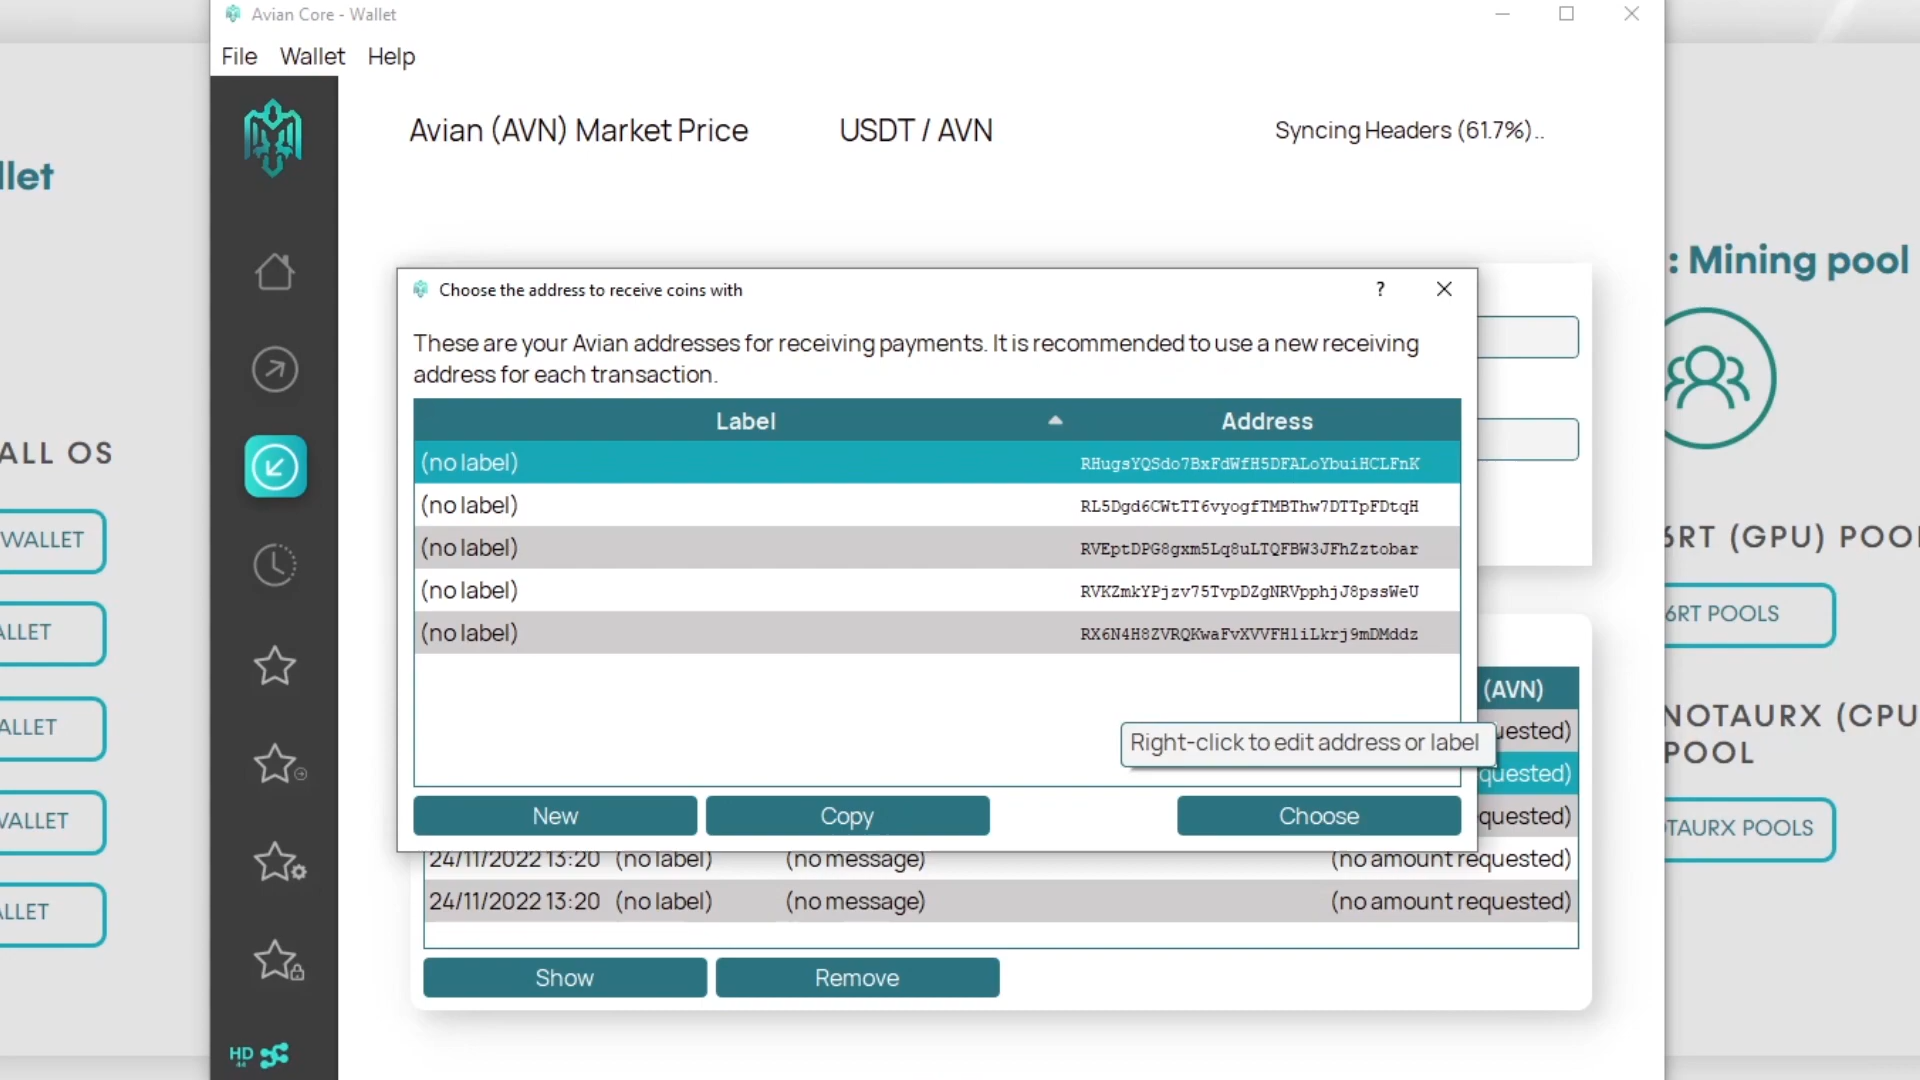 Avian Core - Wallet
File Wallet Help
Avian (AVN) Market Price USDT / AVN Syncing Headers (61.7%)..
llet
: Mining pool
Choose the address to receive coins with ?
These are your Avian addresses for receiving payments. It is recommended to use a new receiving
address for each transaction.
Label Address
(no label) RHugsYQSdo7BxFdWfH5DFALoYbuiHCLFnK
(no label) RL5Dgd6CWtTT6vyogfTMBThw7DTTpFDtqH
(no label) RVEptDPG8gxm5Lq8uLTQFBW3JFhZztobar
(no label) RVKZmkYPjzv75TvpDZgNRVpphjJ8pssWeU
(no label) RX6N4H8ZVRQKwaFvXVVFH1iLkrj9mDMddz
Right-click to edit address or label
New Copy Choose
(AVN)
uested)
quested)
quested)
24/11/2022 13:20 (no label) (no message) (no amount requested)
24/11/2022 13:20 (no label) (no message) (no amount requested)
Show Remove
HD
44
ALL OS
WALLET
ALLET
ALLET
WALLET
ALLET
6RT (GPU) POOL
6RT POOLS
NOTAURX (CPU
POOL
OTAURX POOLS